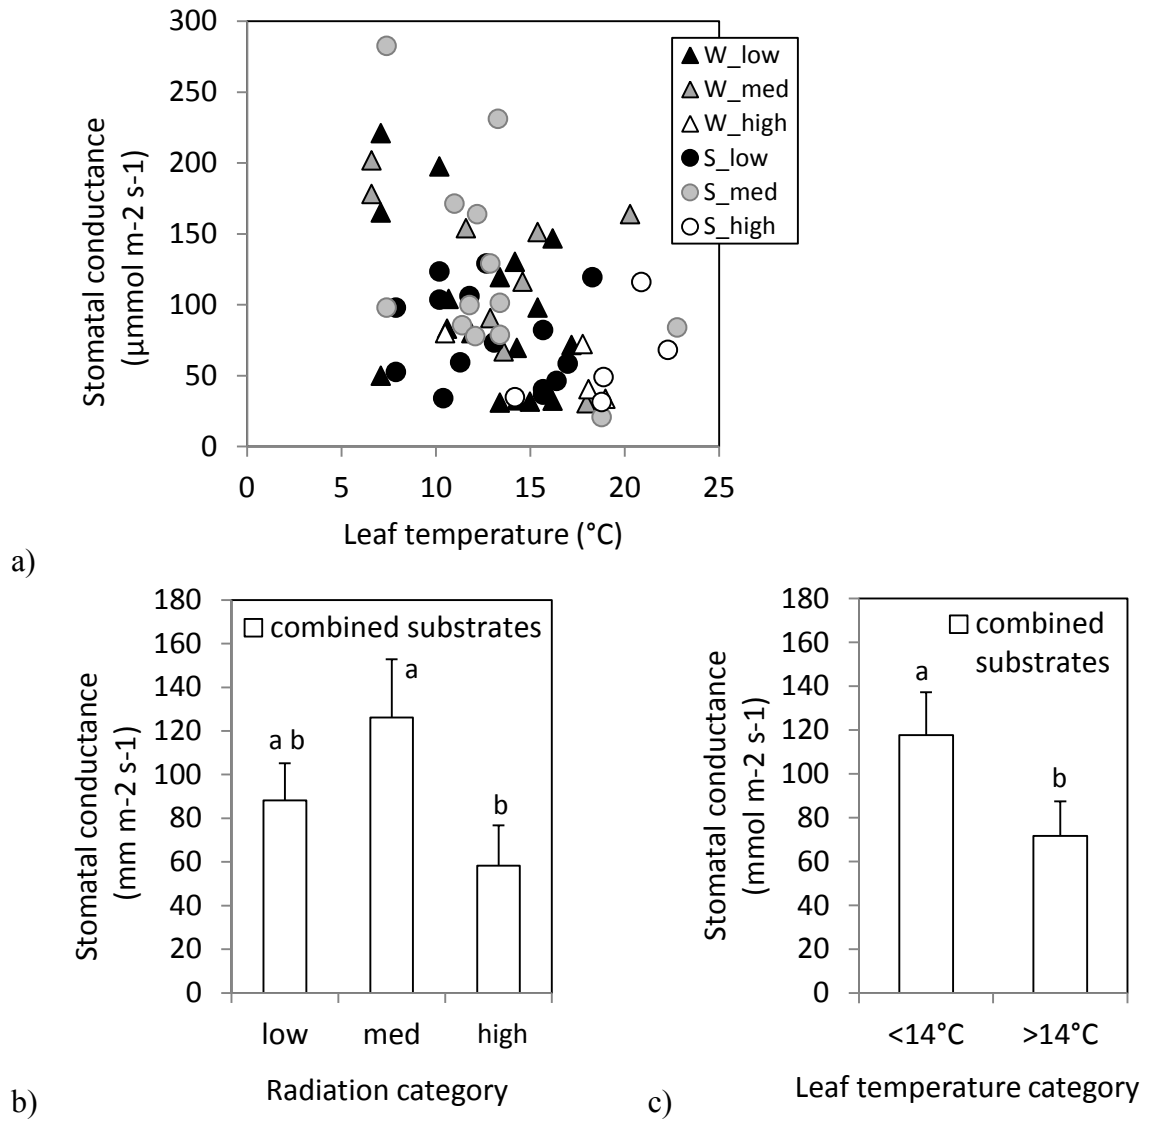 300
250
200
150
100
50
0
Stomatal conductance
(µmmol m-2 s-1)
W_low
W_med
W_high
S_low
S_med
S_high
0 5 10 15 20 25
Leaf temperature (°C)
a)
180
160
140
120
100
80
60
40
20
0
Stomatal conductance
(mm m-2 s-1)
combined substrates
a b
a
b
low med high
Radiation category
b)
180
160
140
120
100
80
60
40
20
0
Stomatal conductance
(mmol m-2 s-1)
combined
substrates
a
b
<14°C >14°C
Leaf temperature category
c)